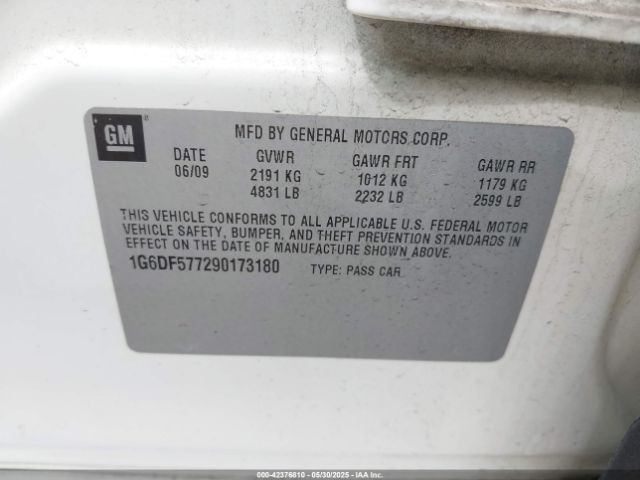 GM ®
MFD BY GENERAL MOTORS CORP.
DATE GVWR GAWR FRT GAWR RR
06/09 2191 KG 1012 KG 1179 KG
4831 LB 2232 LB 2599 LB
THIS VEHICLE CONFORMS TO ALL APPLICABLE U.S. FEDERAL MOTOR
VEHICLE SAFETY, BUMPER, AND THEFT PREVENTION STANDARDS IN
EFFECT ON THE DATE OF MANUFACTURE SHOWN ABOVE.
1G6DF577290173180 TYPE: PASS CAR
000-42376810 - 05/30/2025 - IAAI.COM